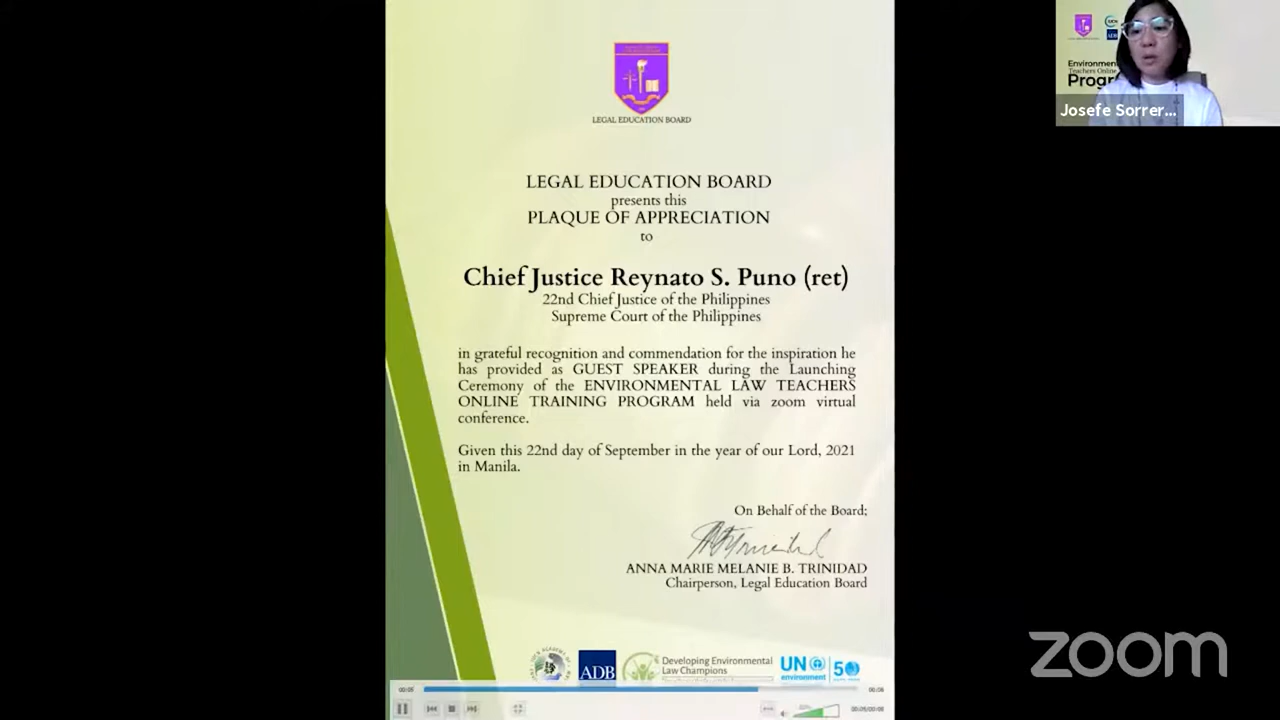 LEGAL EDUCATION BOARD
LEGAL EDUCATION BOARD
presents this
PLAQUE OF APPRECIATION
to
Chief Justice Reynato S. Puno (ret)
22nd Chief Justice of the Philippines
Supreme Court of the Philippines
in grateful recognition and commendation for the inspiration he
has provided as GUEST SPEAKER during the Launching
Ceremony of the ENVIRONMENTAL LAW TEACHERS
ONLINE TRAINING PROGRAM held via zoom virtual
conference.
Given this 22nd day of September in the year of our Lord, 2021
in Manila.
On Behalf of the Board;
ANNA MARIE MELANIE B. TRINIDAD
Chairperson, Legal Education Board
ADB
Developing Environmental
Law Champions
UN
environment
50
Environmen
Teachers Online
Progr
Josefe Sorrer...
zoom